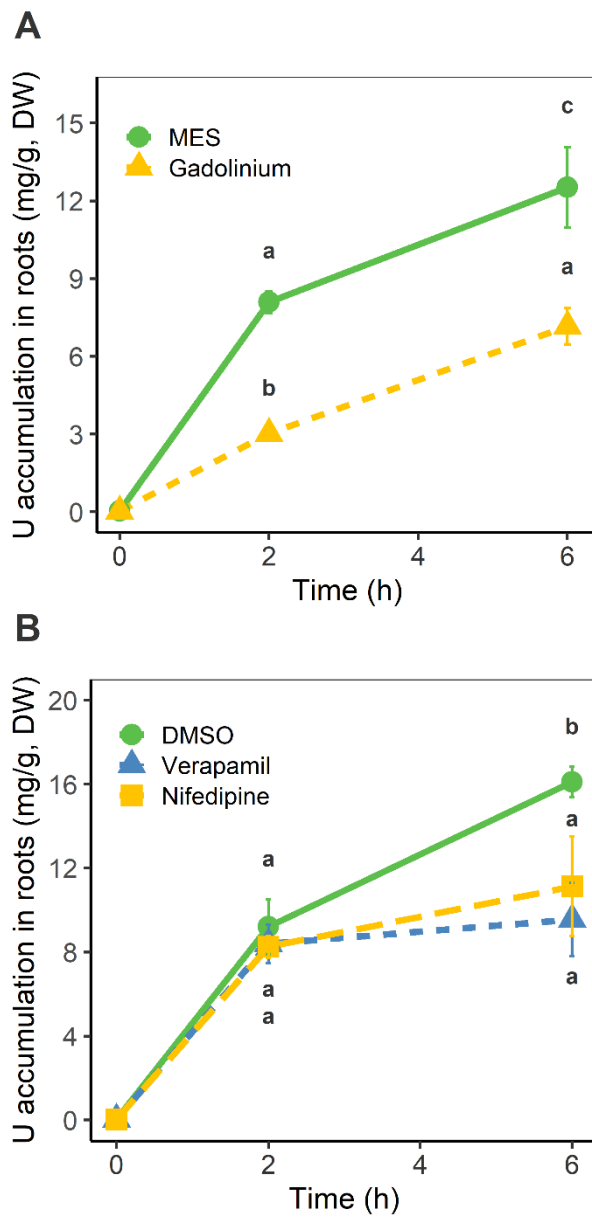 A
U accumulation in roots (mg/g, DW)
15
12
9
6
3
0
MES
Gadolinium
a
b
c
a
0
2
4
6
Time (h)
B
U accumulation in roots (mg/g, DW)
20
16
12
8
4
0
DMSO
Verapamil
Nifedipine
a
a
a
b
a
a
0
2
4
6
Time (h)